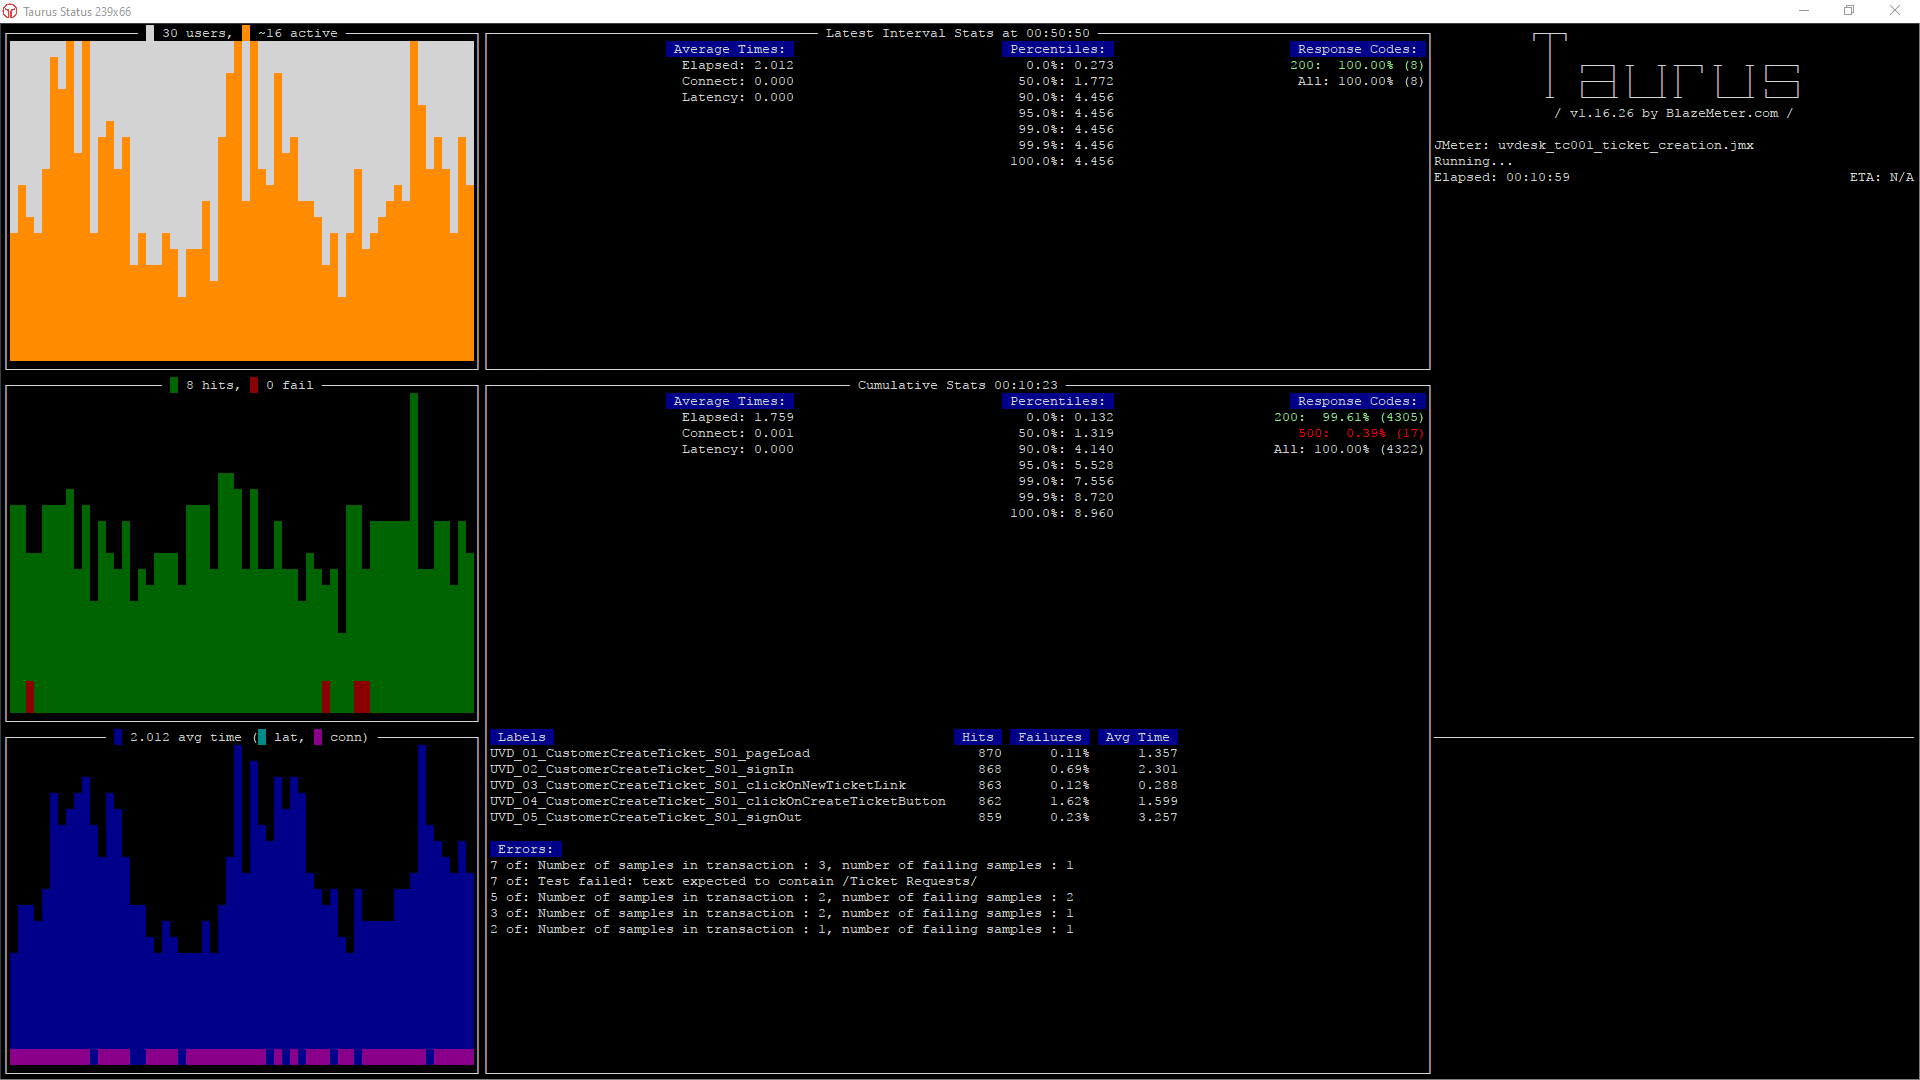 Taurus Status 239x66
30 users, ~16 active
Latest Interval Stats at 00:50:50
Average Times:
Elapsed: 2.012
Connect: 0.000
Latency: 0.000
Percentiles:
0.0%: 0.273
50.0%: 1.772
90.0%: 4.456
95.0%: 4.456
99.0%: 4.456
99.9%: 4.456
100.0%: 4.456
Response Codes:
200: 100.00% (8)
All: 100.00% (8)
Taurus
/ v1.16.26 by BlazeMeter.com /
JMeter: uvdesk_tc001_ticket_creation.jmx
Running...
Elapsed: 00:10:59 ETA: N/A
8 hits, 0 fail
Cumulative Stats 00:10:23
Average Times:
Elapsed: 1.759
Connect: 0.001
Latency: 0.000
Percentiles:
0.0%: 0.132
50.0%: 1.319
90.0%: 4.140
95.0%: 5.528
99.0%: 7.556
99.9%: 8.720
100.0%: 8.960
Response Codes:
200: 99.61% (4305)
500: 0.39% (17)
All: 100.00% (4322)
2.012 avg time ( lat, conn)
Labels Hits Failures Avg Time
UVD_01_CustomerCreateTicket_S01_pageLoad 870 0.11% 1.357
UVD_02_CustomerCreateTicket_S01_signIn 868 0.69% 2.301
UVD_03_CustomerCreateTicket_S01_clickOnNewTicketLink 863 0.12% 0.288
UVD_04_CustomerCreateTicket_S01_clickOnCreateTicketButton 862 1.62% 1.599
UVD_05_CustomerCreateTicket_S01_signOut 859 0.23% 3.257
Errors:
7 of: Number of samples in transaction : 3, number of failing samples : 1
7 of: Test failed: text expected to contain /Ticket Requests/
5 of: Number of samples in transaction : 2, number of failing samples : 2
3 of: Number of samples in transaction : 2, number of failing samples : 1
2 of: Number of samples in transaction : 1, number of failing samples : 1